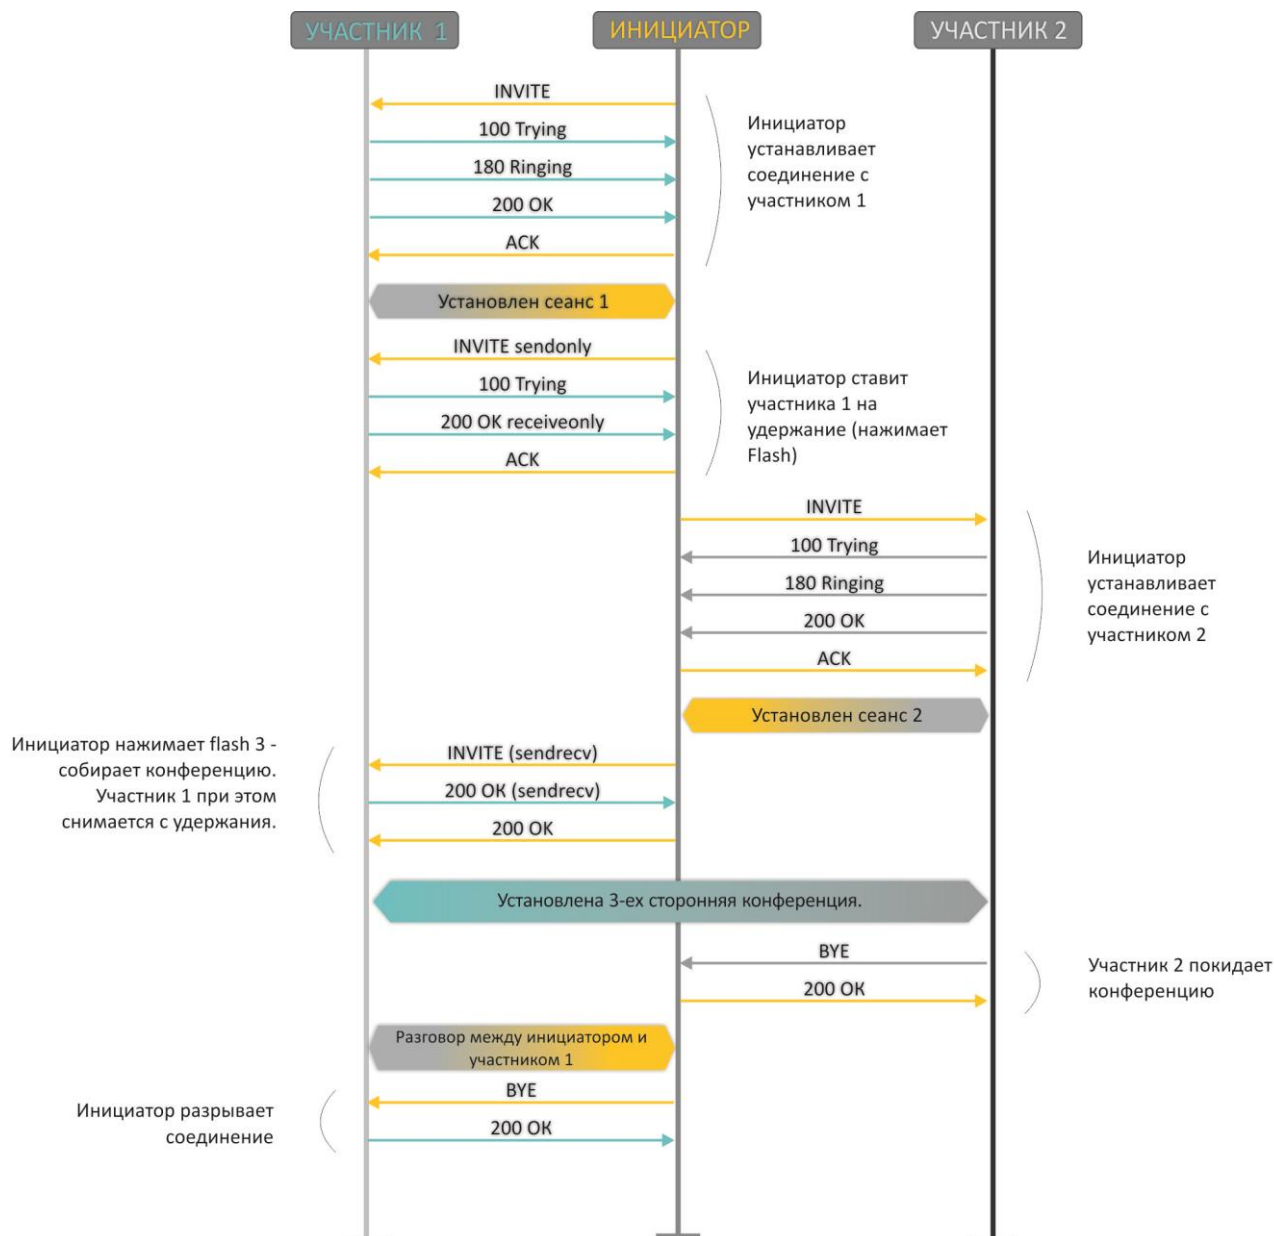 УЧАСТНИК 1
ИНИЦИАТОР
УЧАСТНИК 2
INVITE
100 Trying
180 Ringing
200 OK
ACK
Инициатор
устанавливает
соединение с
участником 1
Установлен сеанс 1
INVITE sendonly
100 Trying
200 OK receiveonly
ACK
Инициатор ставит
участника 1 на
удержание (нажимает
Flash)
INVITE
100 Trying
180 Ringing
200 OK
ACK
Инициатор
устанавливает
соединение с
участником 2
Установлен сеанс 2
Инициатор нажимает flash 3 -
собирает конференцию.
Участник 1 при этом
снимается с удержания.
INVITE (sendrecv)
200 OK (sendrecv)
200 OK
Установлена 3-ех сторонняя конференция.
BYE
200 OK
Участник 2 покидает
конференцию
Разговор между инициатором и
участником 1
BYE
200 OK
Инициатор разрывает
соединение